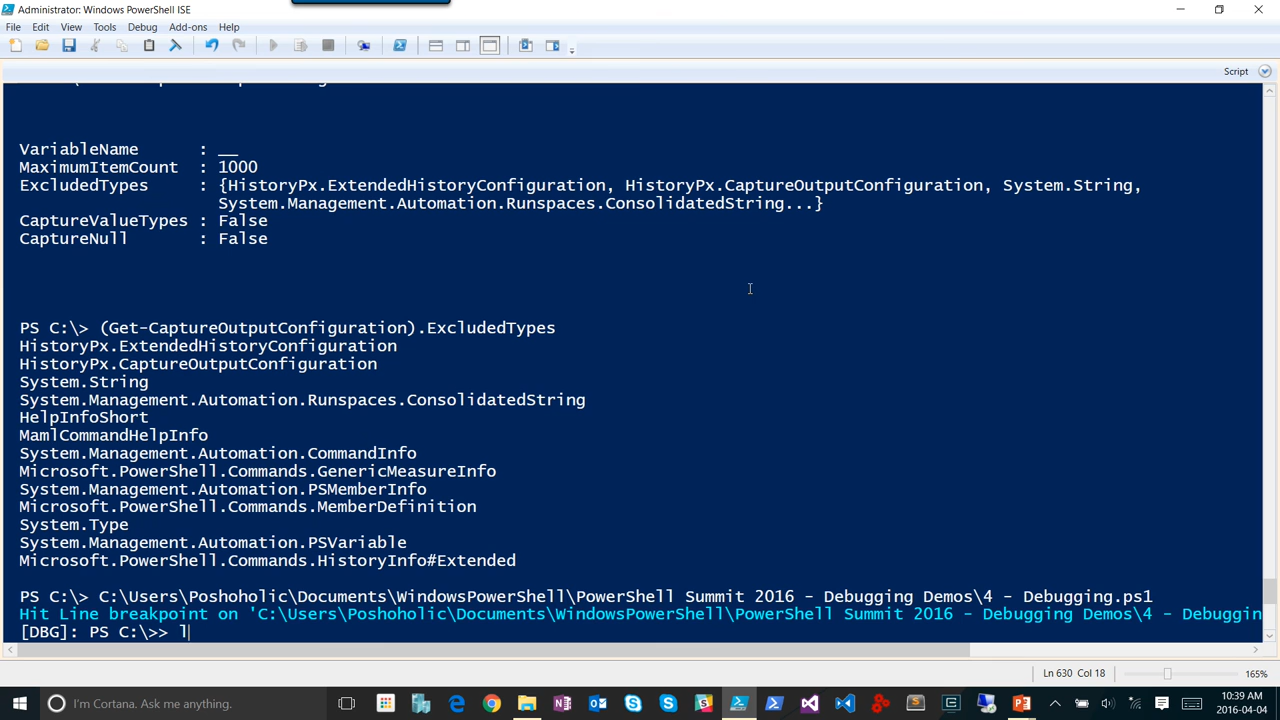 Administrator: Windows PowerShell ISE
File Edit View Tools Debug Add-ons Help
Script
VariableName : __
MaximumItemCount : 1000
ExcludedTypes : {HistoryPx.ExtendedHistoryConfiguration, HistoryPx.CaptureOutputConfiguration, System.String,
System.Management.Automation.Runspaces.ConsolidatedString...}
CaptureValueTypes : False
CaptureNull : False
PS C:\> (Get-CaptureOutputConfiguration).ExcludedTypes
HistoryPx.ExtendedHistoryConfiguration
HistoryPx.CaptureOutputConfiguration
System.String
System.Management.Automation.Runspaces.ConsolidatedString
HelpInfoShort
MamlCommandHelpInfo
System.Management.Automation.CommandInfo
Microsoft.PowerShell.Commands.GenericMeasureInfo
System.Management.Automation.PSMemberInfo
Microsoft.PowerShell.Commands.MemberDefinition
System.Type
System.Management.Automation.PSVariable
Microsoft.PowerShell.Commands.HistoryInfo#Extended
PS C:\> C:\Users\Poshoholic\Documents\WindowsPowerShell\PowerShell Summit 2016 - Debugging Demos\4 - Debugging.ps1
Hit Line breakpoint on 'C:\Users\Poshoholic\Documents\WindowsPowerShell\PowerShell Summit 2016 - Debugging Demos\4 - Debuggin
[DBG]: PS C:\>> l
Ln 630 Col 18 165%
I'm Cortana. Ask me anything.
10:39 AM
2016-04-04